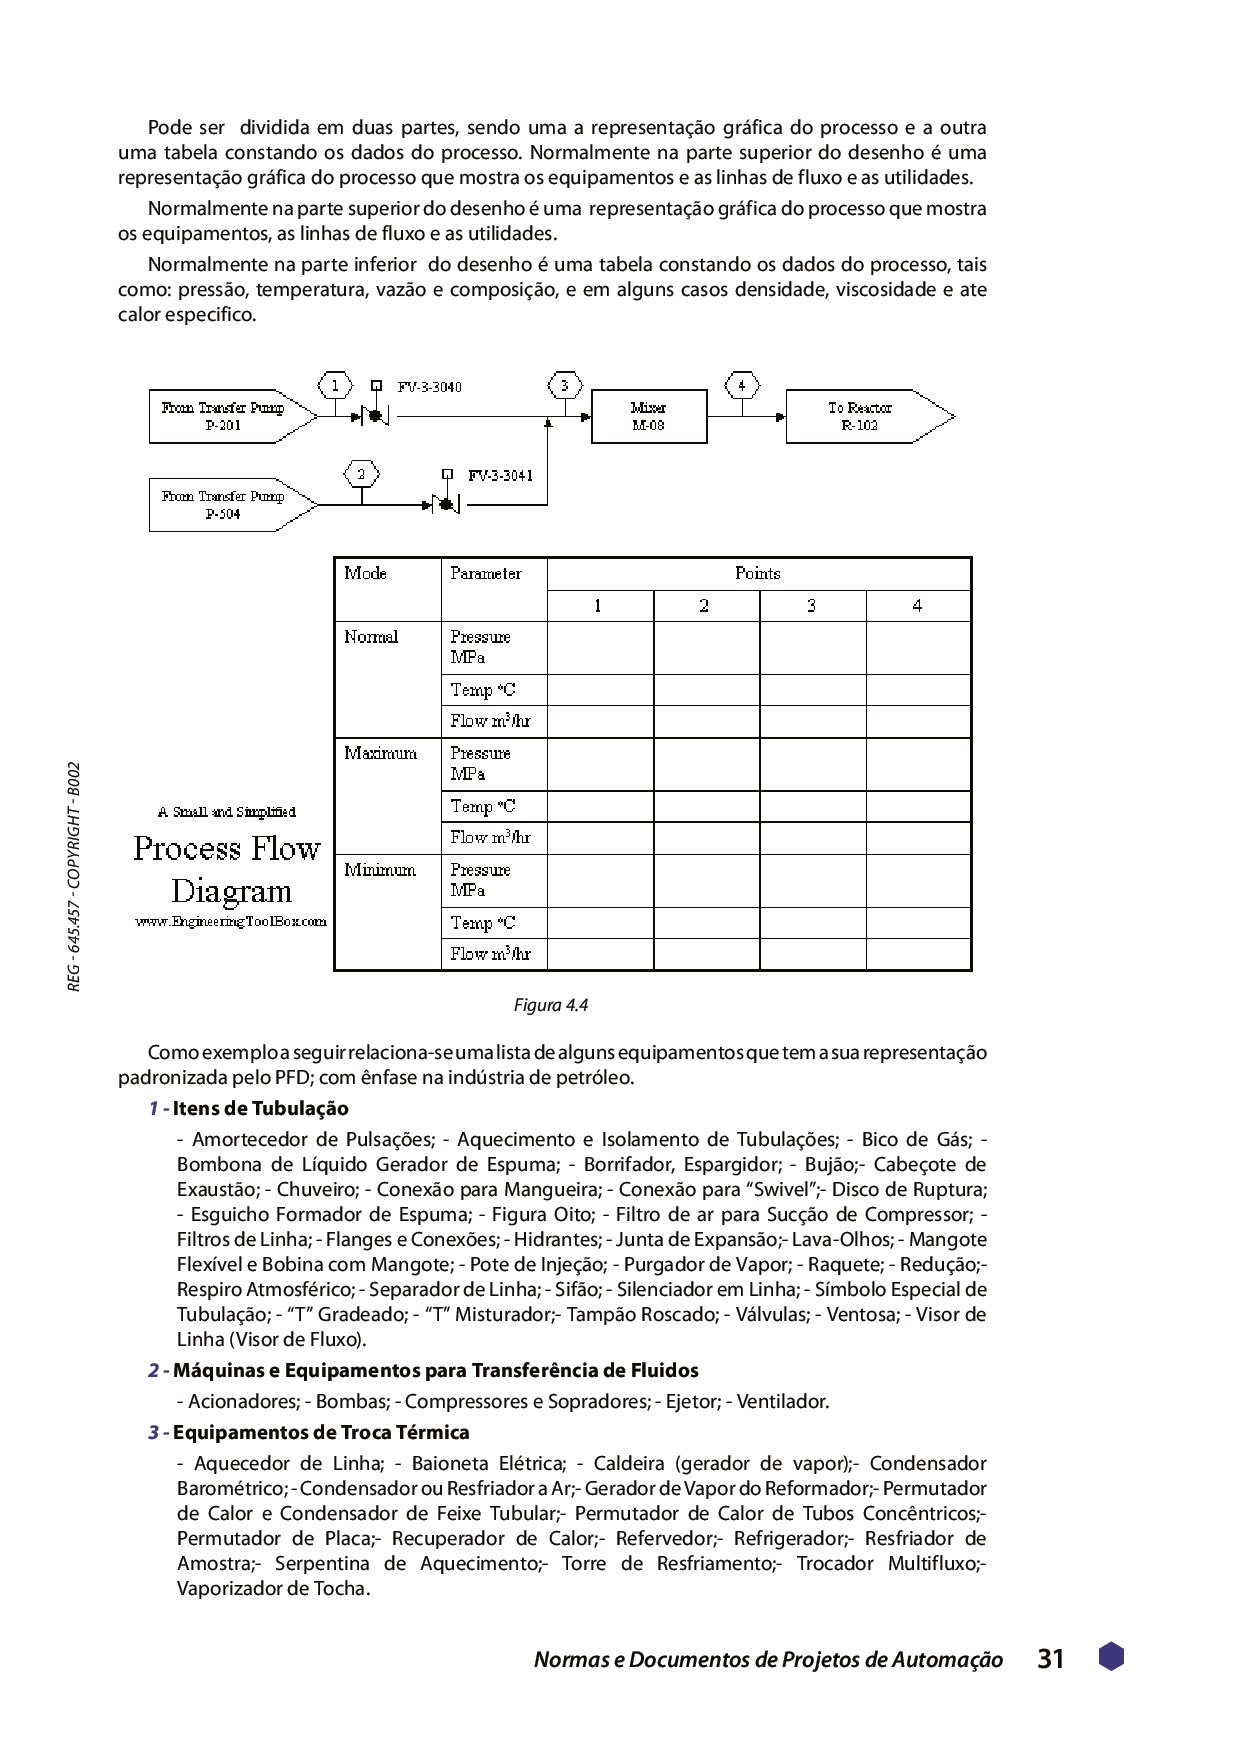 Pode ser  dividida em duas partes, sendo uma a representação gráfica do processo e a outra
uma tabela constando os dados do processo. Normalmente na parte superior do desenho é uma
representação gráfica do processo que mostra os equipamentos e as linhas de fluxo e as utilidades.
Normalmente na parte superior do desenho é uma  representação gráfica do processo que mostra
os equipamentos, as linhas de fluxo e as utilidades.
Normalmente na parte inferior  do desenho é uma tabela constando os dados do processo, tais
como: pressão, temperatura, vazão e composição, e em alguns casos densidade, viscosidade e ate
calor especifico.
1
FV-3-3040
3
4
From Transfer Pump
P-201
Mixer
M-08
To Reactor
R-102
2
FV-3-3041
From Transfer Pump
P-504
Mode Parameter Points
1 2 3 4
Normal Pressure
MPa
Temp °C
Flow m³/hr
Maximum Pressure
MPa
Temp °C
Flow m³/hr
Minimum Pressure
MPa
Temp °C
Flow m³/hr
A Small and Simplified
Process Flow
Diagram
www.EngineeringToolBox.com
REG - 645.457 - COPYRIGHT - B002
Figura 4.4
Como exemplo a seguir relaciona-se uma lista de alguns equipamentos que tem a sua representação
padronizada pelo PFD; com ênfase na indústria de petróleo.
1 - Itens de Tubulação
- Amortecedor de Pulsações; - Aquecimento e Isolamento de Tubulações; - Bico de Gás; -
Bombona de Líquido Gerador de Espuma; - Borrifador, Espargidor; - Bujão;- Cabeçote de
Exaustão; - Chuveiro; - Conexão para Mangueira; - Conexão para “Swivel”;- Disco de Ruptura;
- Esguicho Formador de Espuma; - Figura Oito; - Filtro de ar para Sucção de Compressor; -
Filtros de Linha; - Flanges e Conexões; - Hidrantes; - Junta de Expansão;- Lava-Olhos; - Mangote
Flexível e Bobina com Mangote; - Pote de Injeção; - Purgador de Vapor; - Raquete; - Redução;-
Respiro Atmosférico; - Separador de Linha; - Sifão; - Silenciador em Linha; - Símbolo Especial de
Tubulação; - “T” Gradeado; - “T” Misturador;- Tampão Roscado; - Válvulas; - Ventosa; - Visor de
Linha (Visor de Fluxo).
2 - Máquinas e Equipamentos para Transferência de Fluidos
- Acionadores; - Bombas; - Compressores e Sopradores; - Ejetor; - Ventilador.
3 - Equipamentos de Troca Térmica
- Aquecedor de Linha; - Baioneta Elétrica; - Caldeira (gerador de vapor);- Condensador
Barométrico; - Condensador ou Resfriador a Ar;- Gerador de Vapor do Reformador;- Permutador
de Calor e Condensador de Feixe Tubular;- Permutador de Calor de Tubos Concêntricos;-
Permutador de Placa;- Recuperador de Calor;- Refervedor;- Refrigerador;- Resfriador de
Amostra;- Serpentina de Aquecimento;- Torre de Resfriamento;- Trocador Multifluxo;-
Vaporizador de Tocha.
Normas e Documentos de Projetos de Automação 31